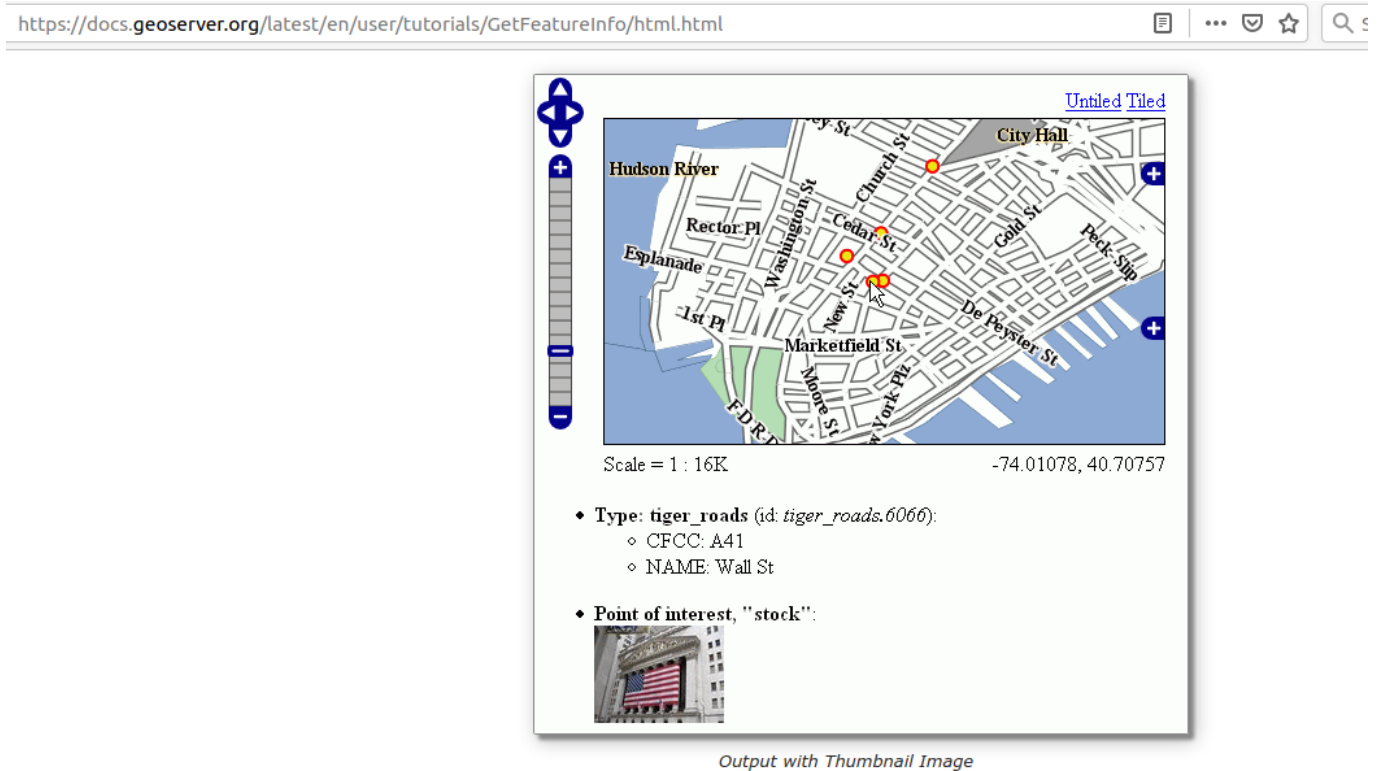 https://docs.geoserver.org/latest/en/user/tutorials/GetFeatureInfo/html.html
Untiled Tiled
City Hall
Hudson River
Church St
Washington St
Rector Pl
Cedar St
Gold St
Peck Slip
Esplanade
New St
1st Pl
De Peyster St
Marketfield St
Moore St
York Plz
F D R D
Scale = 1 : 16K
-74.01078, 40.70757
Type: tiger_roads (id: tiger_roads.6066):
CFCC: A41
NAME: Wall St
Point of interest, "stock":
Output with Thumbnail Image